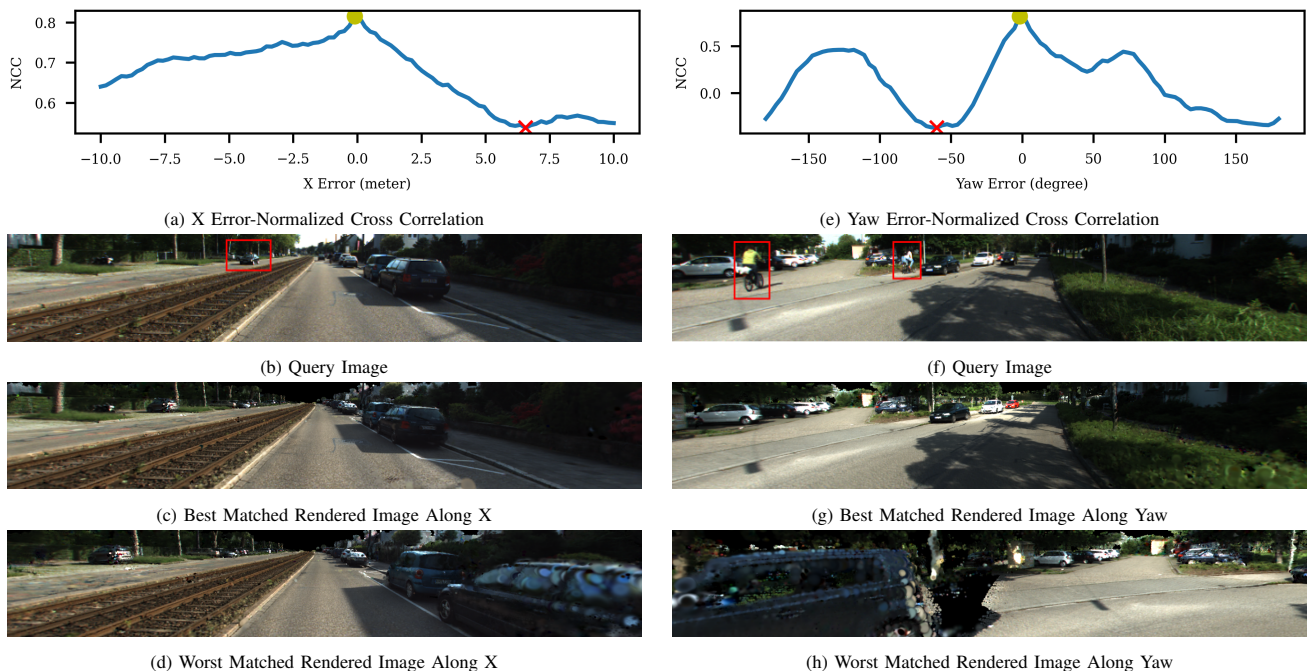 0.8
0.7
0.6
NCC
−10.0 −7.5 −5.0 −2.5 0.0 2.5 5.0 7.5 10.0
X Error (meter)
(a) X Error-Normalized Cross Correlation
(b) Query Image
(c) Best Matched Rendered Image Along X
(d) Worst Matched Rendered Image Along X
0.5
0.0
NCC
−150 −100 −50 0 50 100 150
Yaw Error (degree)
(e) Yaw Error-Normalized Cross Correlation
(f) Query Image
(g) Best Matched Rendered Image Along Yaw
(h) Worst Matched Rendered Image Along Yaw